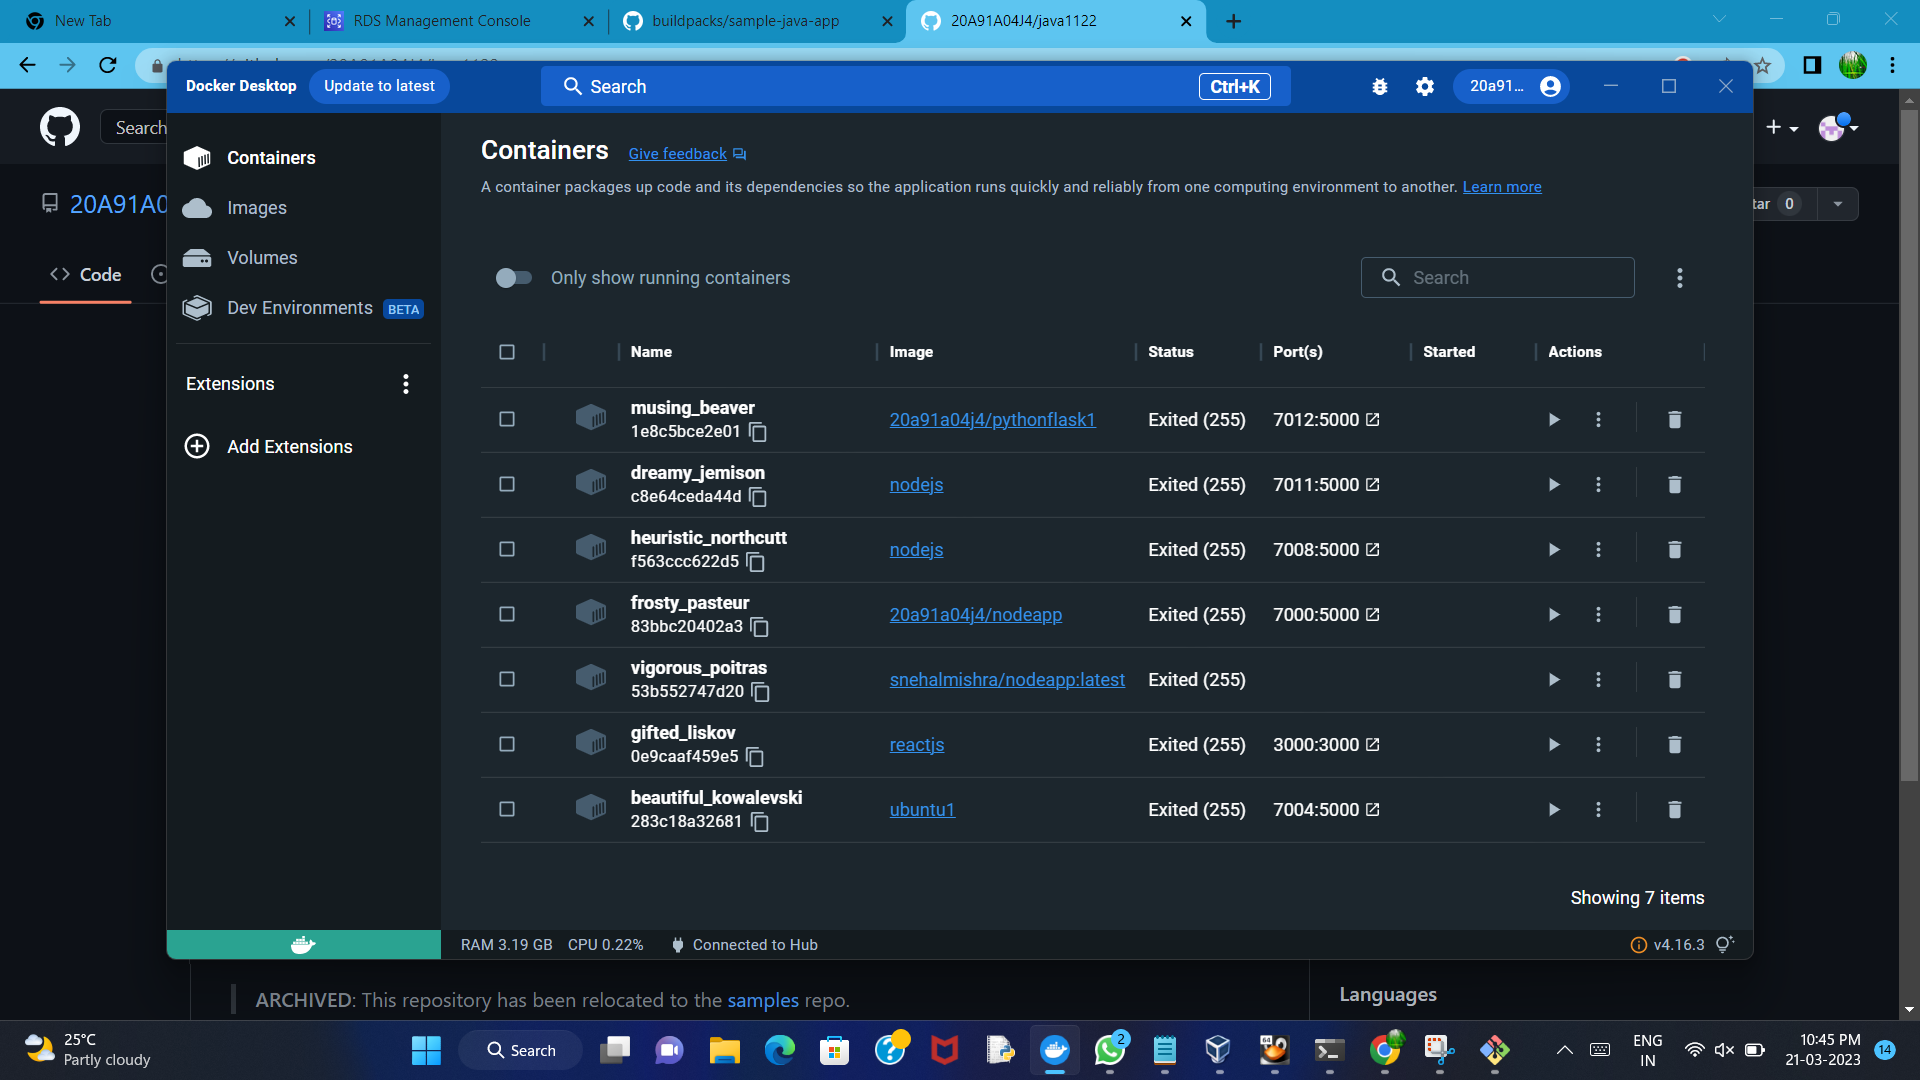 New Tab
RDS Management Console
buildpacks/sample-java-app
20A91A04J4/java1122
Docker Desktop
Update to latest
Search
Ctrl+K
20a91...
Search
20A91A0
tar 0
Code
Containers
Images
Volumes
Dev Environments BETA
Extensions
Add Extensions
Containers Give feedback
A container packages up code and its dependencies so the application runs quickly and reliably from one computing environment to another. Learn more
Only show running containers
Search
Name Image Status Port(s) Started Actions
musing_beaver
1e8c5bce2e01 20a91a04j4/pythonflask1 Exited (255) 7012:5000
dreamy_jemison
c8e64ceda44d nodejs Exited (255) 7011:5000
heuristic_northcutt
f563ccc622d5 nodejs Exited (255) 7008:5000
frosty_pasteur
83bbc20402a3 20a91a04j4/nodeapp Exited (255) 7000:5000
vigorous_poitras
53b552747d20 snehalmishra/nodeapp:latest Exited (255)
gifted_liskov
0e9caaf459e5 reactjs Exited (255) 3000:3000
beautiful_kowalevski
283c18a32681 ubuntu1 Exited (255) 7004:5000
Showing 7 items
RAM 3.19 GB CPU 0.22% Connected to Hub
v4.16.3
ARCHIVED: This repository has been relocated to the samples repo.
Languages
25°C
Partly cloudy
Search
2
64
ENG
IN
10:45 PM
21-03-2023
14